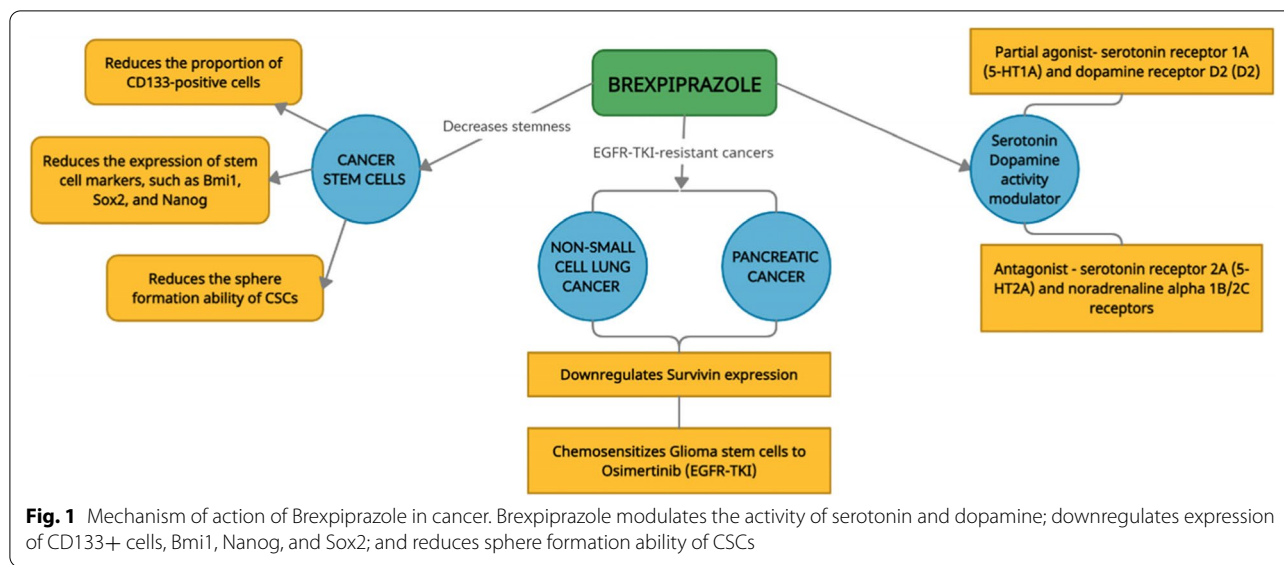 BREXPIPRAZOLE
Decreases stemness
CANCER
STEM CELLS
Reduces the proportion of
CD133-positive cells
Reduces the expression of stem
cell markers, such as Bmi1,
Sox2, and Nanog
Reduces the sphere
formation ability of CSCs
EGFR-TKI-resistant cancers
NON-SMALL
CELL LUNG
CANCER
PANCREATIC
CANCER
Downregulates Survivin expression
Chemosensitizes Glioma stem cells to
Osimertinib (EGFR-TKI)
Partial agonist- serotonin receptor 1A
(5-HT1A) and dopamine receptor D2 (D2)
Serotonin
Dopamine
activity
modulator
Antagonist - serotonin receptor 2A (5-
HT2A) and noradrenaline alpha 1B/2C
receptors
Fig. 1 Mechanism of action of Brexpiprazole in cancer. Brexpiprazole modulates the activity of serotonin and dopamine; downregulates expression
of CD133+ cells, Bmi1, Nanog, and Sox2; and reduces sphere formation ability of CSCs